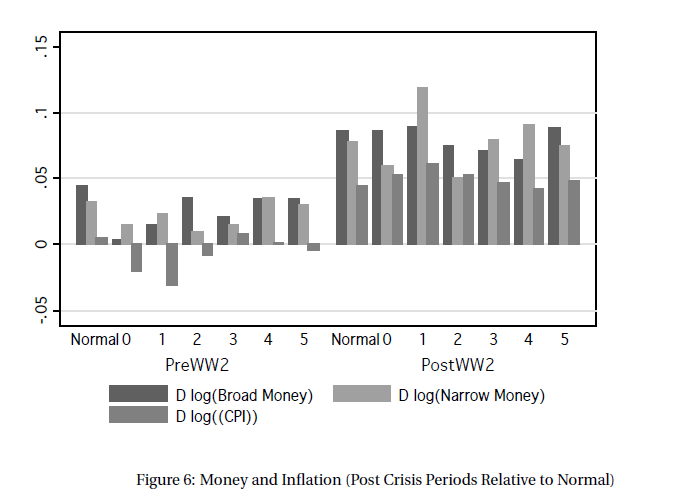 .15
.1
.05
0
-.05
Normal 0 1 2 3 4 5 Normal 0 1 2 3 4 5
PreWW2 PostWW2
D log(Broad Money) D log(Narrow Money)
D log((CPI))
Figure 6: Money and Inflation (Post Crisis Periods Relative to Normal)